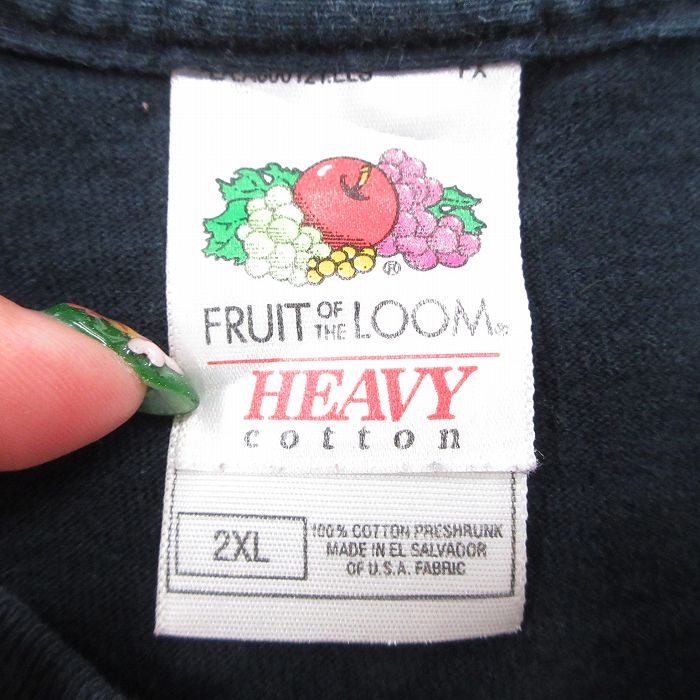 FRUIT OF THE LOOM®
HEAVY
cotton
2XL
100% COTTON PRESHRUNK
MADE IN EL SALVADOR
OF U.S.A. FABRIC